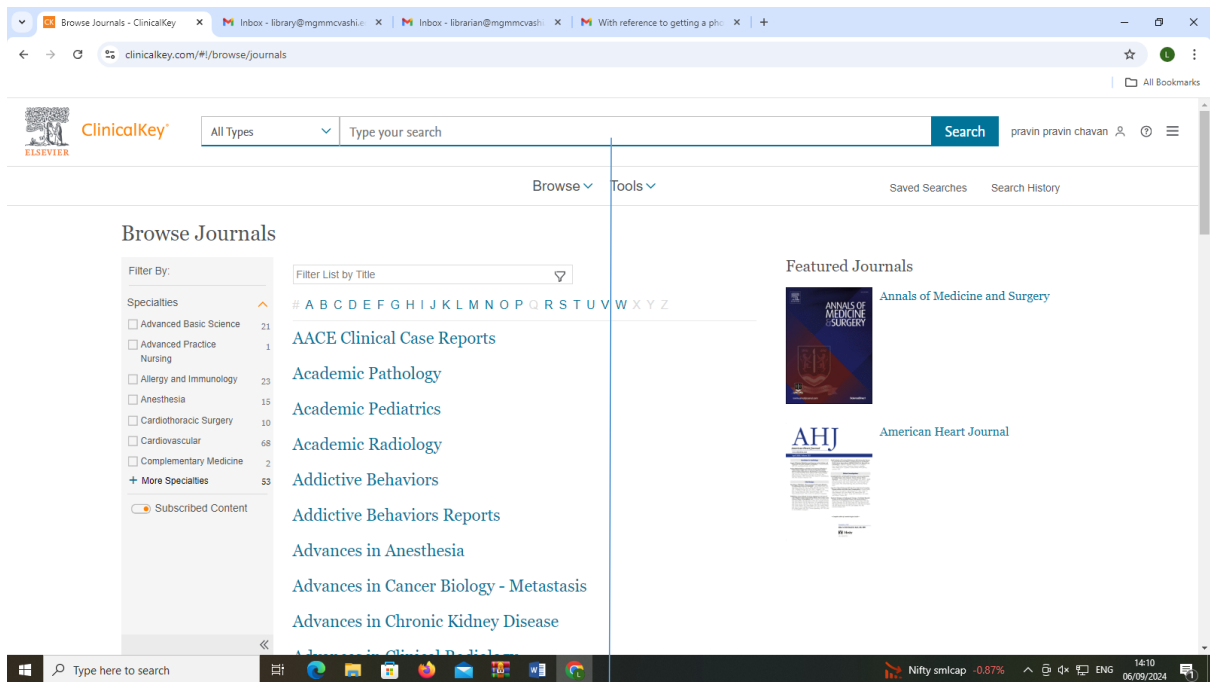 Browse Journals - ClinicalKey
Inbox - library@mgmmcvashi.e
Inbox - librarian@mgmmcvashi
With reference to getting a pho
clinicalkey.com/#!/browse/journals
L
All Bookmarks
ELSEVIER
ClinicalKey
All Types
Type your search
Search
pravin pravin chavan
Browse
Tools
Saved Searches
Search History
Browse Journals
Filter By:
Specialties
Advanced Basic Science 21
Advanced Practice 1
Nursing
Allergy and Immunology 23
Anesthesia 15
Cardiothoracic Surgery 10
Cardiovascular 68
Complementary Medicine 2
+ More Specialties 53
Subscribed Content
Filter List by Title
# A B C D E F G H I J K L M N O P Q R S T U V W X Y Z
AACE Clinical Case Reports
Academic Pathology
Academic Pediatrics
Academic Radiology
Addictive Behaviors
Addictive Behaviors Reports
Advances in Anesthesia
Advances in Cancer Biology - Metastasis
Advances in Chronic Kidney Disease
Featured Journals
ANNALS OF
MEDICINE
&SURGERY
Annals of Medicine and Surgery
AHJ
American Heart Journal
Type here to search
Nifty smlcap -0.87%
ENG
14:10
06/09/2024